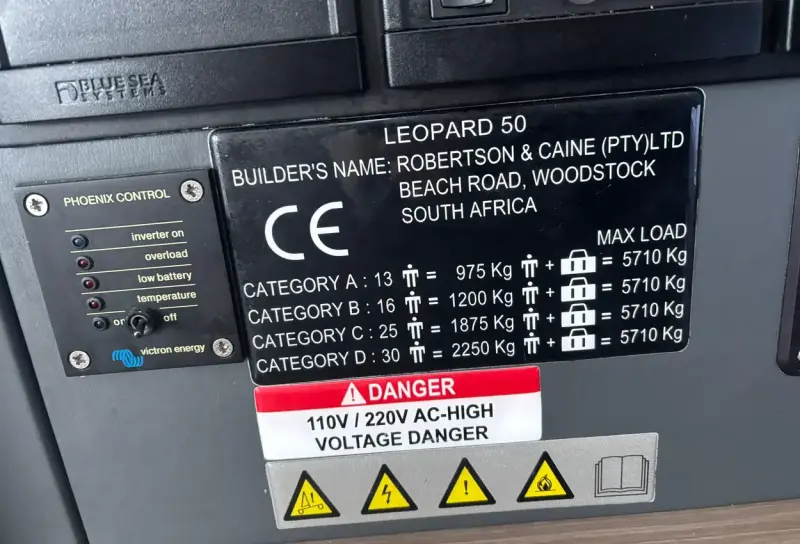 BLUE SEA
SYSTEMS
PHOENIX CONTROL
inverter on
overload
low battery
temperature
on off
victron energy
LEOPARD 50
BUILDER'S NAME: ROBERTSON & CAINE (PTY)LTD
BEACH ROAD, WOODSTOCK
SOUTH AFRICA
CE
MAX LOAD
CATEGORY A : 13 = 975 Kg + = 5710 Kg
CATEGORY B : 16 = 1200 Kg + = 5710 Kg
CATEGORY C : 25 = 1875 Kg + = 5710 Kg
CATEGORY D : 30 = 2250 Kg + = 5710 Kg
DANGER
110V / 220V AC-HIGH
VOLTAGE DANGER